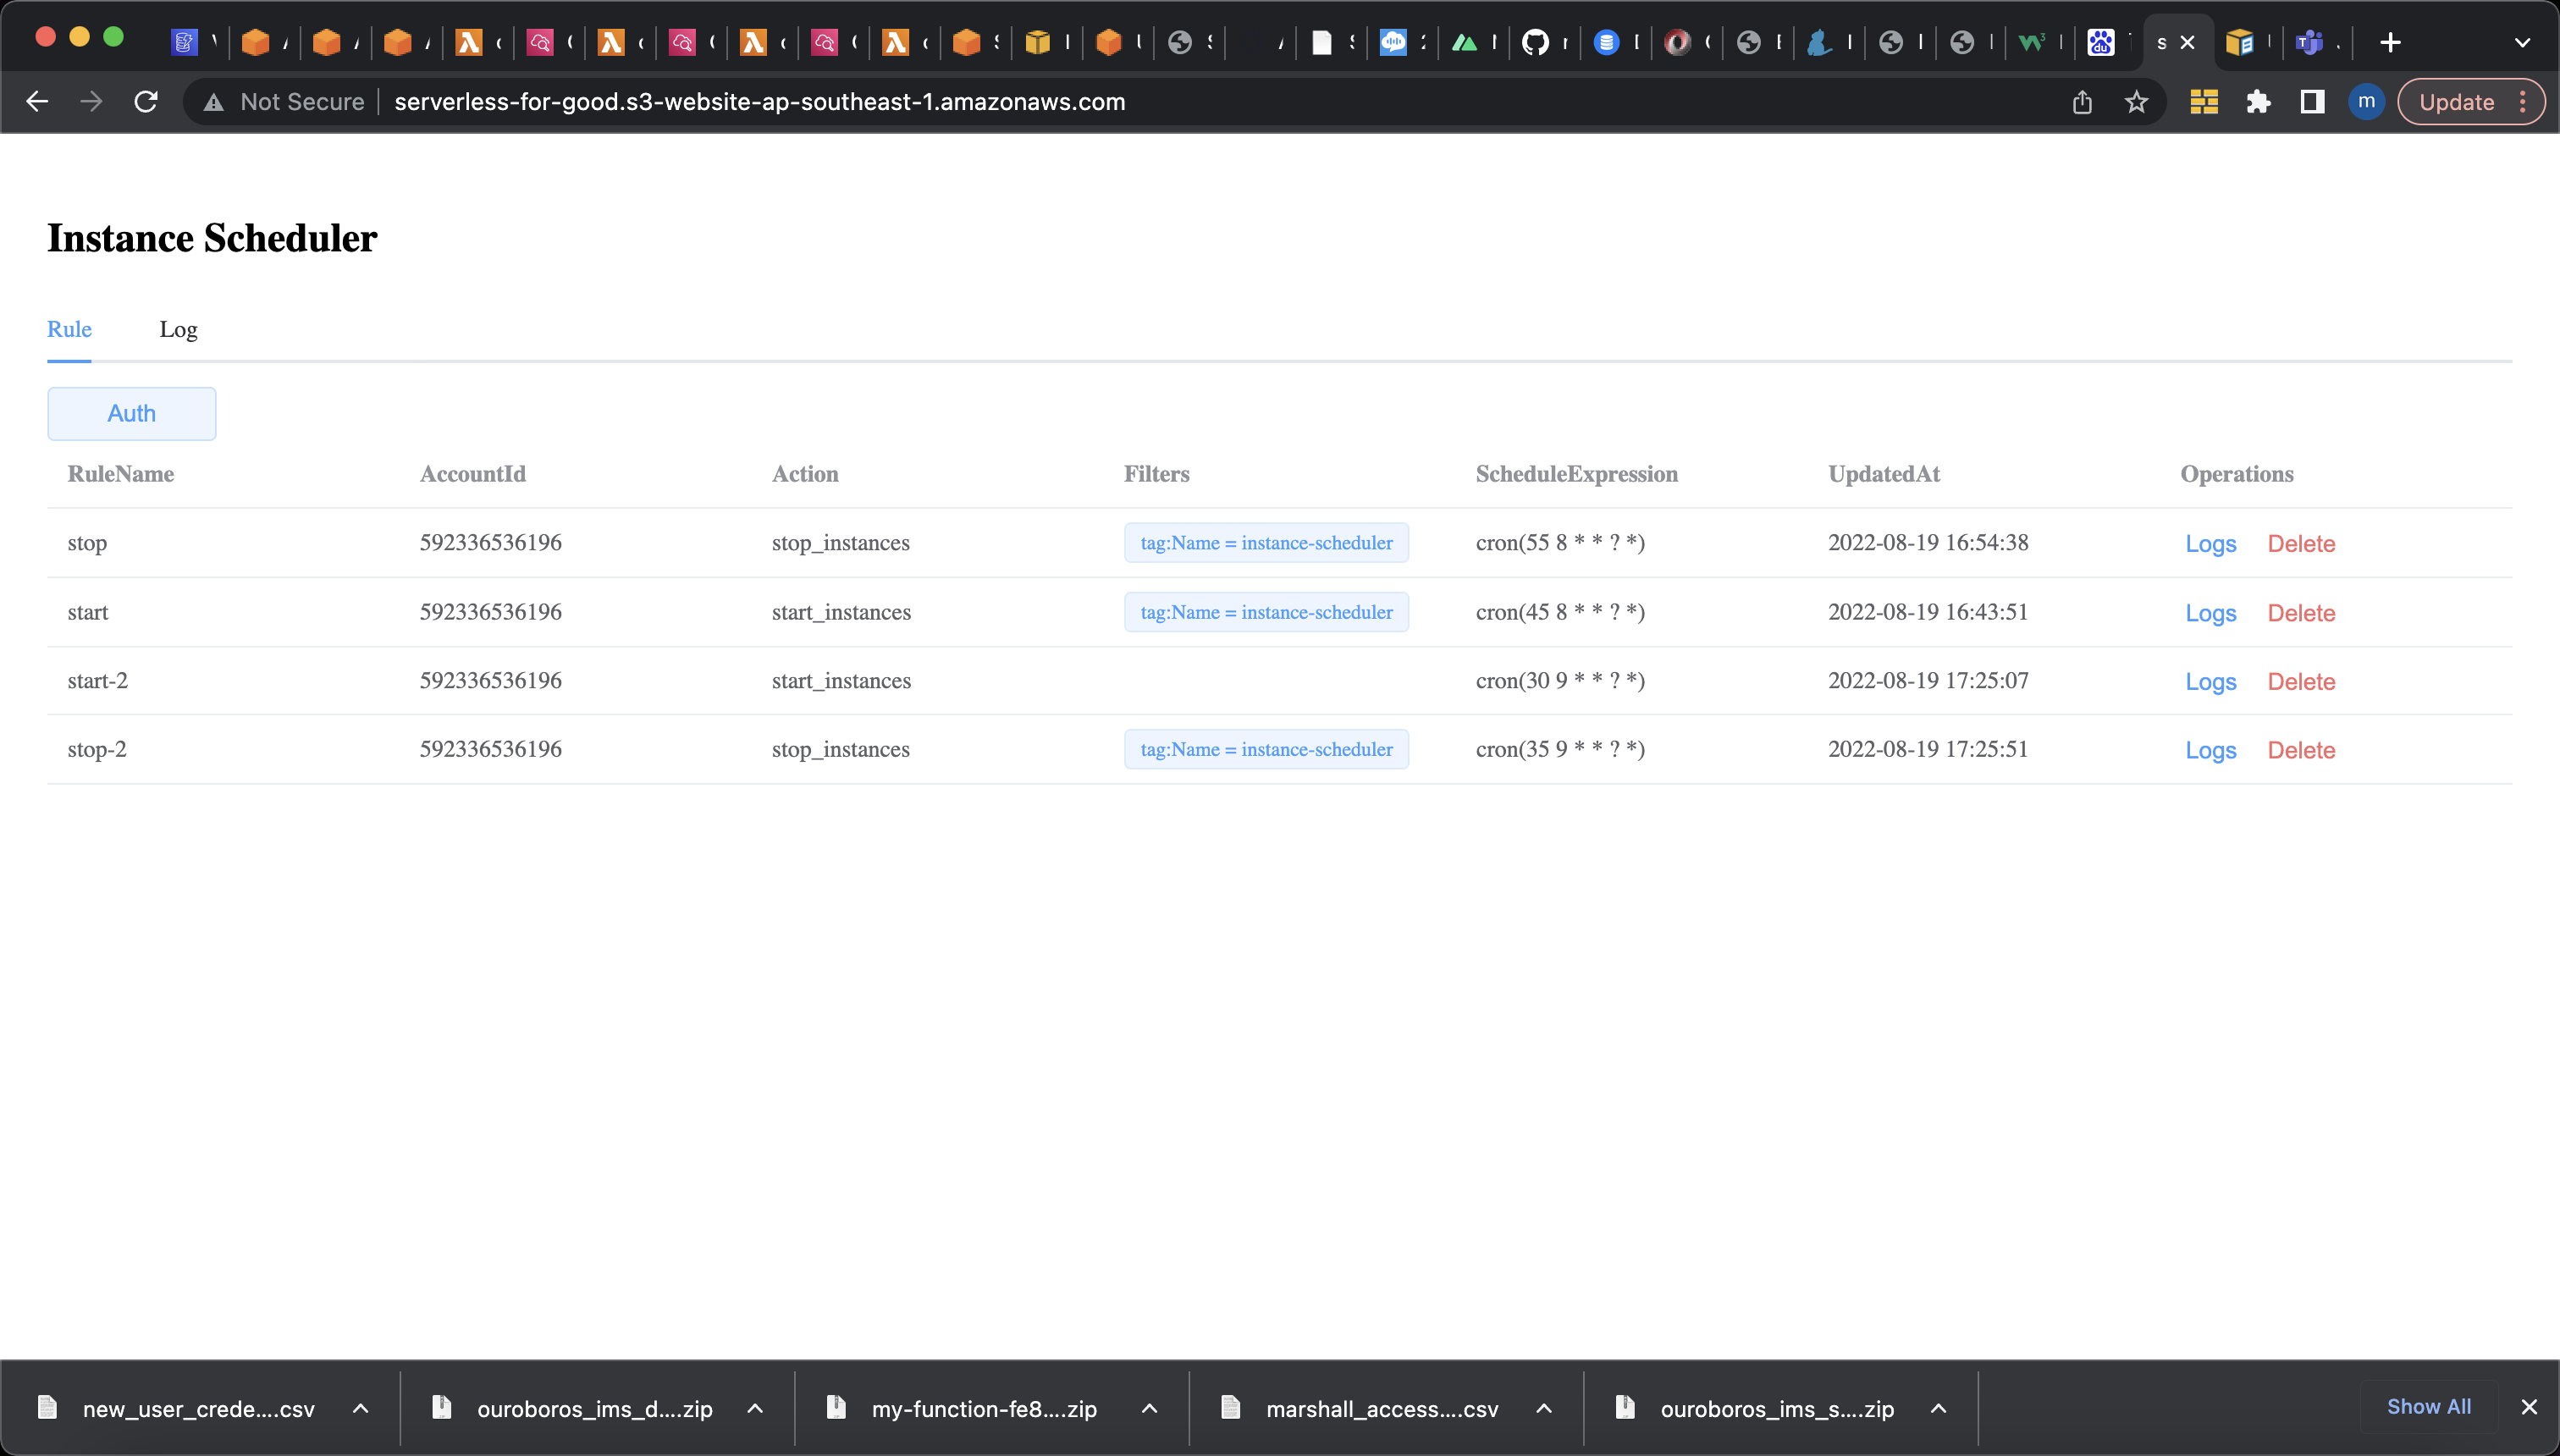 Not Secure serverless-for-good.s3-website-ap-southeast-1.amazonaws.com m Update
Instance Scheduler
Rule Log
Auth
RuleName AccountId Action Filters ScheduleExpression UpdatedAt Operations
stop 592336536196 stop_instances tag:Name = instance-scheduler cron(55 8 * * ? *) 2022-08-19 16:54:38 Logs Delete
start 592336536196 start_instances tag:Name = instance-scheduler cron(45 8 * * ? *) 2022-08-19 16:43:51 Logs Delete
start-2 592336536196 start_instances cron(30 9 * * ? *) 2022-08-19 17:25:07 Logs Delete
stop-2 592336536196 stop_instances tag:Name = instance-scheduler cron(35 9 * * ? *) 2022-08-19 17:25:51 Logs Delete
new_user_crede....csv ouroboros_ims_d....zip my-function-fe8....zip marshall_access....csv ouroboros_ims_s....zip Show All